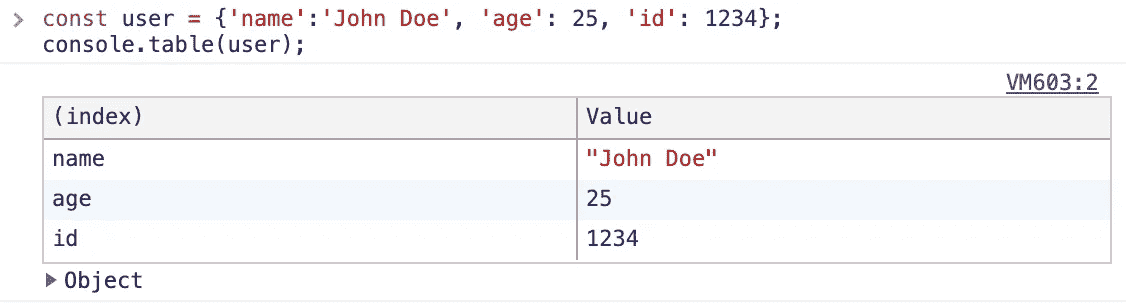 > const user = {'name':'John Doe', 'age': 25, 'id': 1234};
console.table(user);
VM603:2
(index) Value
name "John Doe"
age 25
id 1234
▶ Object